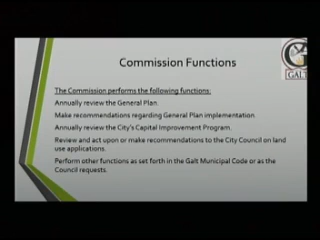 Commission Functions
GALT
The Commission performs the following functions:
Annually review the General Plan.
Make recommendations regarding General Plan implementation.
Annually review the City's Capital Improvement Program.
Review and act upon or make recommendations to the City Council on land
use applications.
Perform other functions as set forth in the Galt Municipal Code or as the
Council requests.